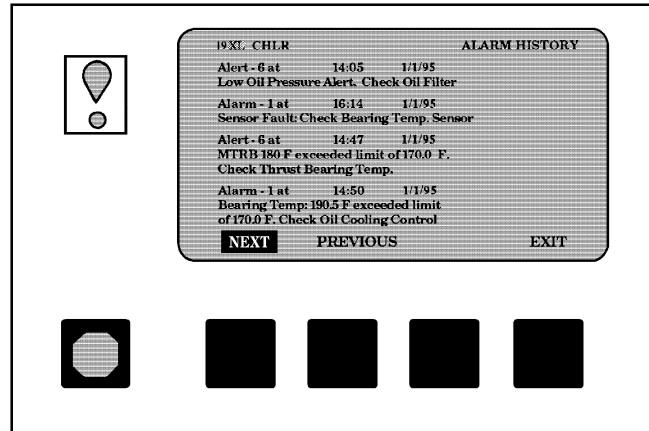 19XL CHLR ALARM HISTORY
Alert - 6 at 14:05 1/1/95
Low Oil Pressure Alert. Check Oil Filter
Alarm - 1 at 16:14 1/1/95
Sensor Fault: Check Bearing Temp. Sensor
Alert - 6 at 14:47 1/1/95
MTRB 180 F exceeded limit of 170.0 F.
Check Thrust Bearing Temp.
Alarm - 1 at 14:50 1/1/95
Bearing Temp: 190.5 F exceeded limit
of 170.0 F. Check Oil Cooling Control
NEXT PREVIOUS EXIT